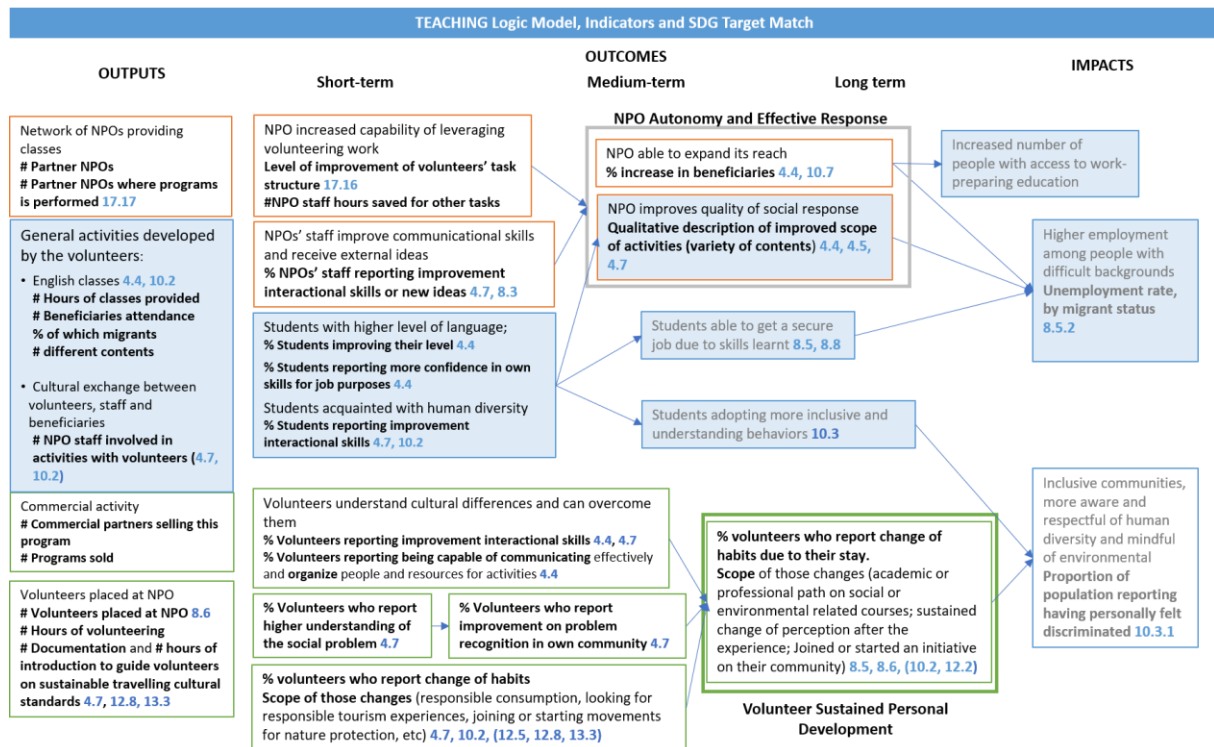 TEACHING Logic Model, Indicators and SDG Target Match
OUTCOMES
OUTPUTS
Short-term
Medium-term
Long term
IMPACTS
Network of NPOs providing
classes
# Partner NPOs
# Partner NPOs where programs
is performed 17.17
General activities developed
by the volunteers:
• English classes 4.4, 10.2
# Hours of classes provided
# Beneficiaries attendance
% of which migrants
# different contents
• Cultural exchange between
volunteers, staff and
beneficiaries
# NPO staff involved in
activities with volunteers (4.7,
10.2)
Commercial activity
# Commercial partners selling this
program
# Programs sold
Volunteers placed at NPO
# Volunteers placed at NPO 8.6
# Hours of volunteering
# Documentation and # hours of
introduction to guide volunteers
on sustainable travelling cultural
standards 4.7, 12.8, 13.3
NPO increased capability of leveraging
volunteering work
Level of improvement of volunteers' task
structure 17.16
#NPO staff hours saved for other tasks
NPOs' staff improve communicational skills
and receive external ideas
% NPOs' staff reporting improvement
interactional skills or new ideas 4.7, 8.3
Students with higher level of language;
% Students improving their level 4.4
% Students reporting more confidence in own
skills for job purposes 4.4
Students acquainted with human diversity
% Students reporting improvement
interactional skills 4.7, 10.2
Volunteers understand cultural differences and can overcome
them
% Volunteers reporting improvement interactional skills 4.4, 4.7
% Volunteers reporting being capable of communicating effectively
and organize people and resources for activities 4.4
% Volunteers who report
higher understanding
of the social problem
4.7
% Volunteers who report
improvement on problem
recognition in own
community 4.7
% volunteers who report change of habits
Scope of those changes (responsible consumption, looking for
responsible tourism experiences, joining or starting movements
for nature protection, etc) 4.7, 10.2, (12.5, 12.8, 13.3)
NPO Autonomy and Effective Response
NPO able to expand its reach
% increase in beneficiaries 4.4, 10.7
NPO improves quality of social response
Qualitative description of improved scope
of activities (variety of contents) 4.4, 4.5,
4.7
Students able to get a secure
job due to skills learnt 8.5, 8.8
Students adopting more inclusive and
understanding behaviors 10.3
% volunteers who report change of
habits due to their stay.
Scope of those changes (academic or
professional path on social or
environmental related courses; sustained
change of perception after the
experience; Joined or started an initiative
on their community) 8.5, 8.6, (10.2, 12.2)
Volunteer Sustained Personal
Development
Increased number of
people with access to work-
preparing education
Higher employment
among people with
difficult backgrounds
Unemployment rate,
by migrant status
8.5.2
Inclusive communities,
more aware and
respectful of human
diversity and mindful
of environmental
Proportion of
population reporting
having personally felt
discriminated 10.3.1